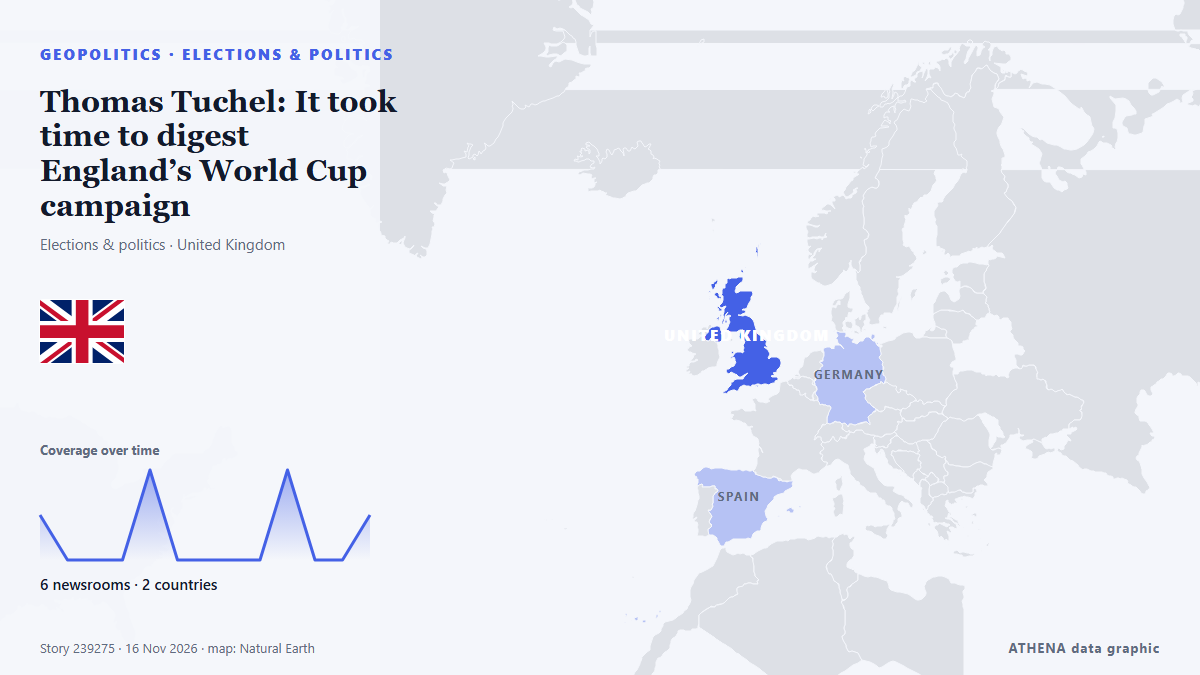 GEOPOLITICS · ELECTIONS & POLITICS
Thomas Tuchel: It took
time to digest
England’s World Cup
campaign
Elections & politics · United Kingdom
UNITED KINGDOM
GERMANY
SPAIN
Coverage over time
6 newsrooms · 2 countries
Story 239275 · 16 Nov 2026 · map: Natural Earth
ATHENA data graphic